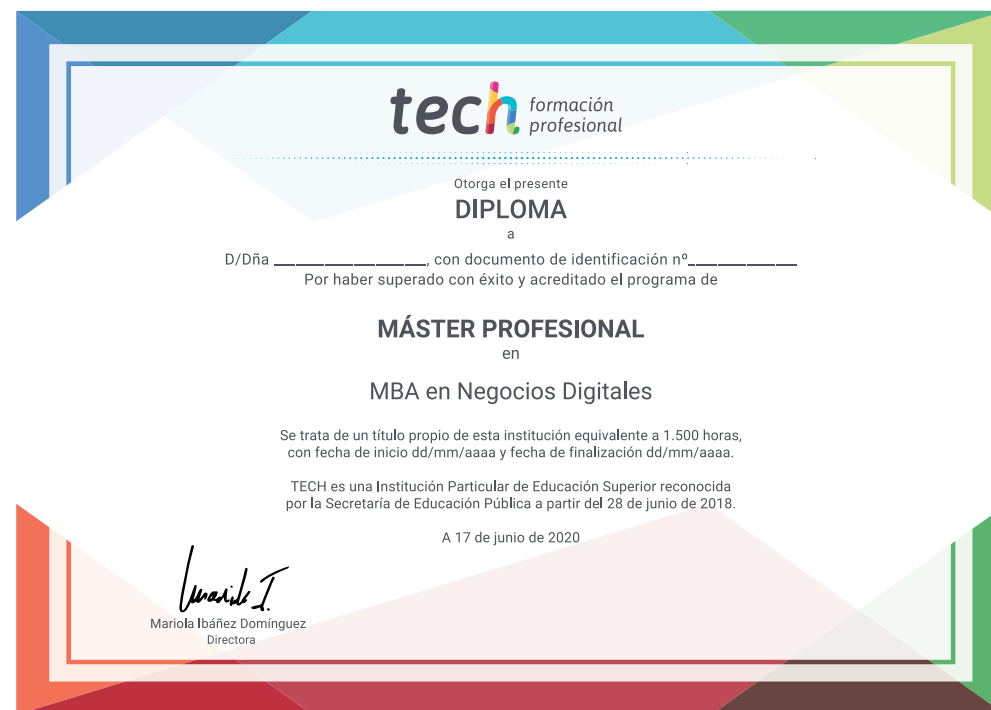 tech formación
profesional
Otorga el presente
DIPLOMA
a
D/Dña ______________, con documento de identificación nº__________
Por haber superado con éxito y acreditado el programa de
MÁSTER PROFESIONAL
en
MBA en Negocios Digitales
Se trata de un título propio de esta institución equivalente a 1.500 horas,
con fecha de inicio dd/mm/aaaa y fecha de finalización dd/mm/aaaa.
TECH es una Institución Particular de Educación Superior reconocida
por la Secretaría de Educación Pública a partir del 28 de junio de 2018.
A 17 de junio de 2020
Mariola I.
Mariola Ibáñez Domínguez
Directora